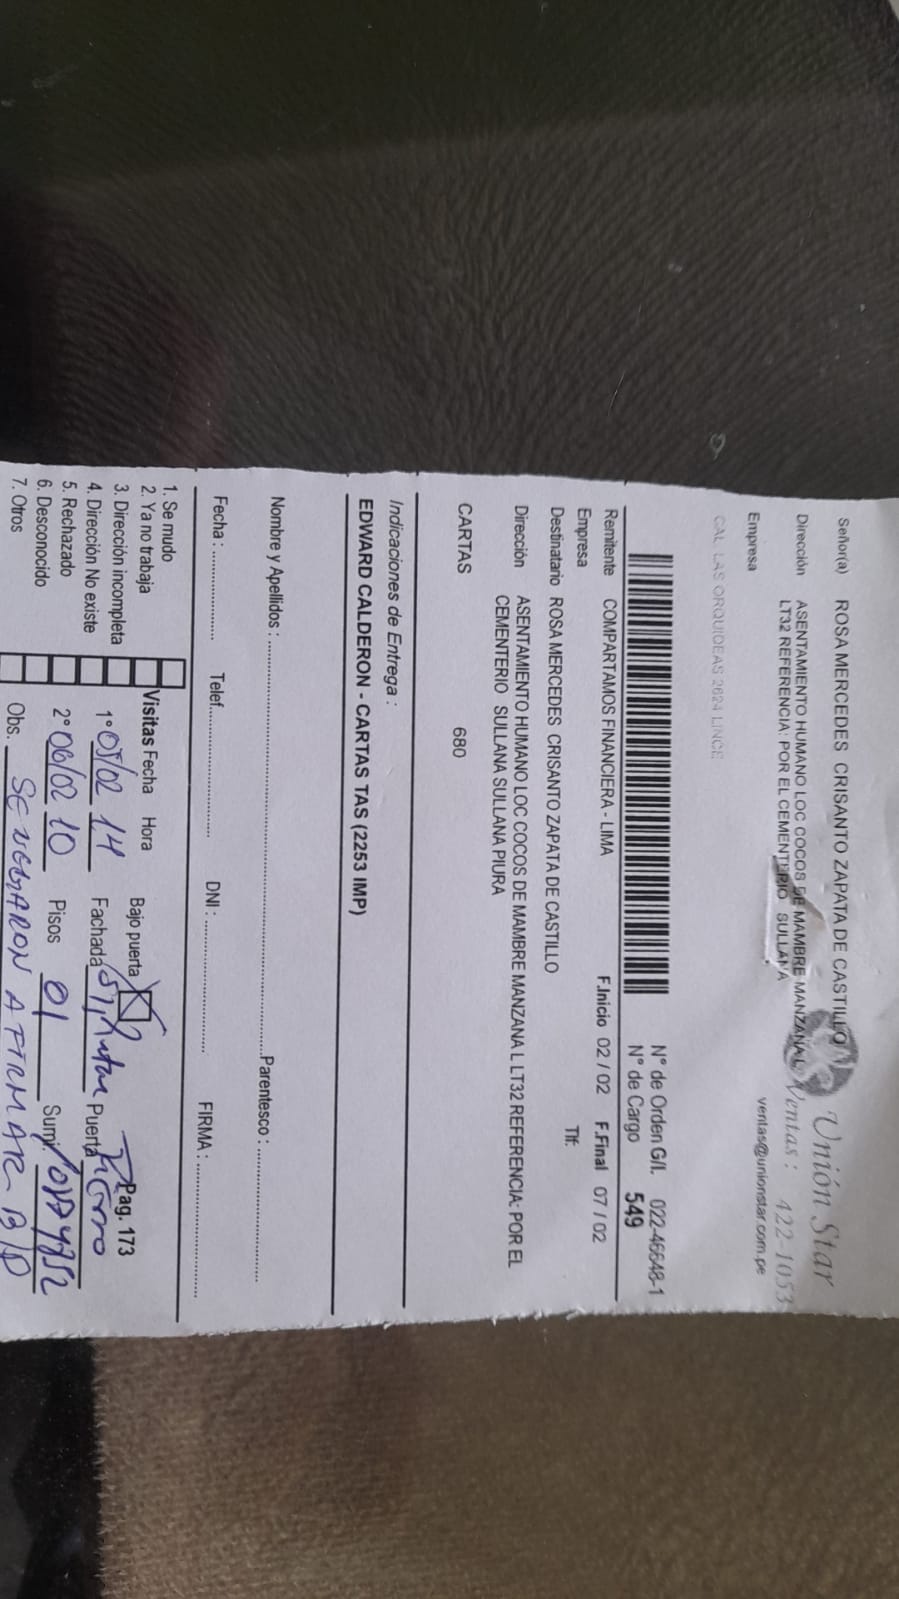 Señor(a) ROSA MERCEDES CRISANTO ZAPATA DE CASTILLO
Unión Star
Dirección ASENTAMIENTO HUMANO LOC COCOS DE MAMBRE MANZANA L
LT32 REFERENCIA: POR EL CEMENTERIO SULLANA
Ventas: 422-1053
ventas@unionstar.com.pe
Empresa
CAL LAS ORQUIDEAS 2624 LINCE
N° de Orden G/I. 022-46648-1
N° de Cargo 549
Remitente COMPARTAMOS FINANCIERA - LIMA F.Inicio 02 / 02 F.Final 07 / 02
Empresa Tlf:
Destinatario ROSA MERCEDES CRISANTO ZAPATA DE CASTILLO
Dirección ASENTAMIENTO HUMANO LOC COCOS DE MAMBRE MANZANA L LT32 REFERENCIA: POR EL
CEMENTERIO SULLANA SULLANA PIURA
CARTAS 680
Indicaciones de Entrega :
EDWARD CALDERON - CARTAS TAS (2253 IMP)
Nombre y Apellidos : Parentesco :
Fecha : Telef. DNI : FIRMA :
1. Se mudo
2. Ya no trabaja
3. Dirección incompleta
4. Dirección No existe
5. Rechazado
6. Desconocido
7. Otros
Visitas Fecha Hora Bajo puerta Pag. 173
1° 05/02 14 Fachada Puerta Fierro
2° 06/02 10 Pisos 01 Sumi
Obs. SE NEGARON A FIRMAR B/P